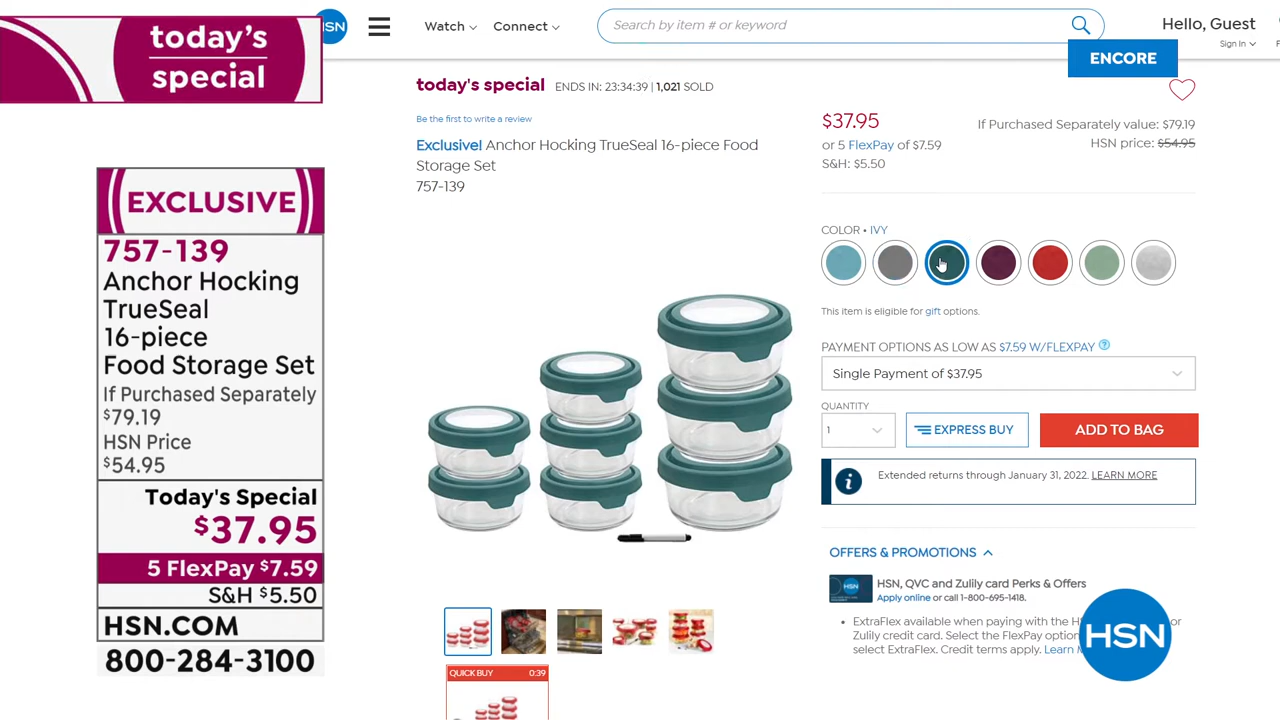 today's
special
HSN
Watch
Connect
Search by item # or keyword
Hello, Guest
Sign In
ENCORE
today's special ENDS IN: 23:34:39 | 1,021 SOLD
Be the first to write a review
Exclusive! Anchor Hocking TrueSeal 16-piece Food
Storage Set
757-139
$37.95
or 5 FlexPay of $7.59
S&H: $5.50
If Purchased Separately value: $79.19
HSN price: $54.95
COLOR • IVY
This item is eligible for gift options.
PAYMENT OPTIONS AS LOW AS $7.59 W/FLEXPAY ?
Single Payment of $37.95
QUANTITY
1
EXPRESS BUY
ADD TO BAG
i
Extended returns through January 31, 2022. LEARN MORE
OFFERS & PROMOTIONS
HSN, QVC and Zulily card Perks & Offers
Apply online or call 1-800-695-1418.
• ExtraFlex available when paying with the H
or
Zulily credit card. Select the FlexPay option
select ExtraFlex. Credit terms apply. Learn
HSN
QUICK BUY 0:39
EXCLUSIVE
757-139
Anchor Hocking
TrueSeal
16-piece
Food Storage Set
If Purchased Separately
$79.19
HSN Price
$54.95
Today's Special
$37.95
5 FlexPay $7.59
S&H $5.50
HSN.COM
800-284-3100